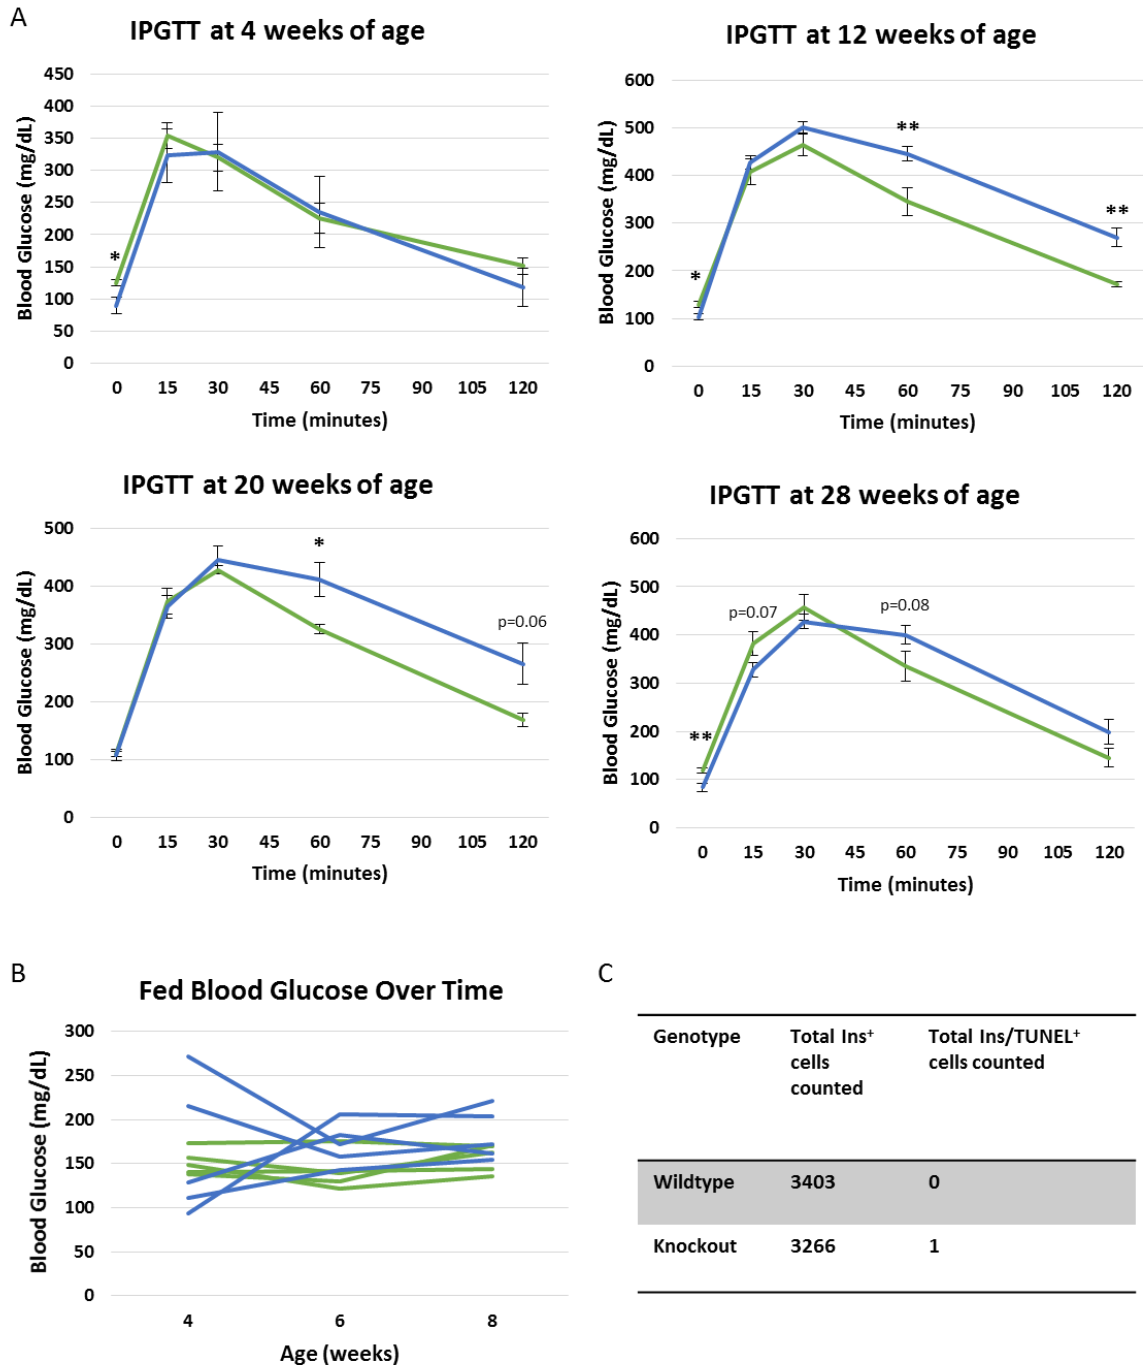 A
IPGTT at 4 weeks of age
Blood Glucose (mg/dL)
450
400
350
300
250
200
150
100
50
0
*
0 15 30 45 60 75 90 105 120
Time (minutes)
IPGTT at 12 weeks of age
Blood Glucose (mg/dL)
600
500
400
300
200
100
0
*
**
**
0 15 30 45 60 75 90 105 120
Time (minutes)
IPGTT at 20 weeks of age
Blood Glucose (mg/dL)
500
400
300
200
100
0
*
p=0.06
0 15 30 45 60 75 90 105 120
Time (minutes)
IPGTT at 28 weeks of age
Blood Glucose (mg/dL)
600
500
400
300
200
100
0
**
p=0.07
p=0.08
0 15 30 45 60 75 90 105 120
Time (minutes)
B
Fed Blood Glucose Over Time
Blood Glucose (mg/dL)
300
250
200
150
100
50
0
4 6 8
Age (weeks)
C
Genotype Total Ins⁺ Total Ins/TUNEL⁺
cells cells counted
counted
Wildtype 3403 0
Knockout 3266 1